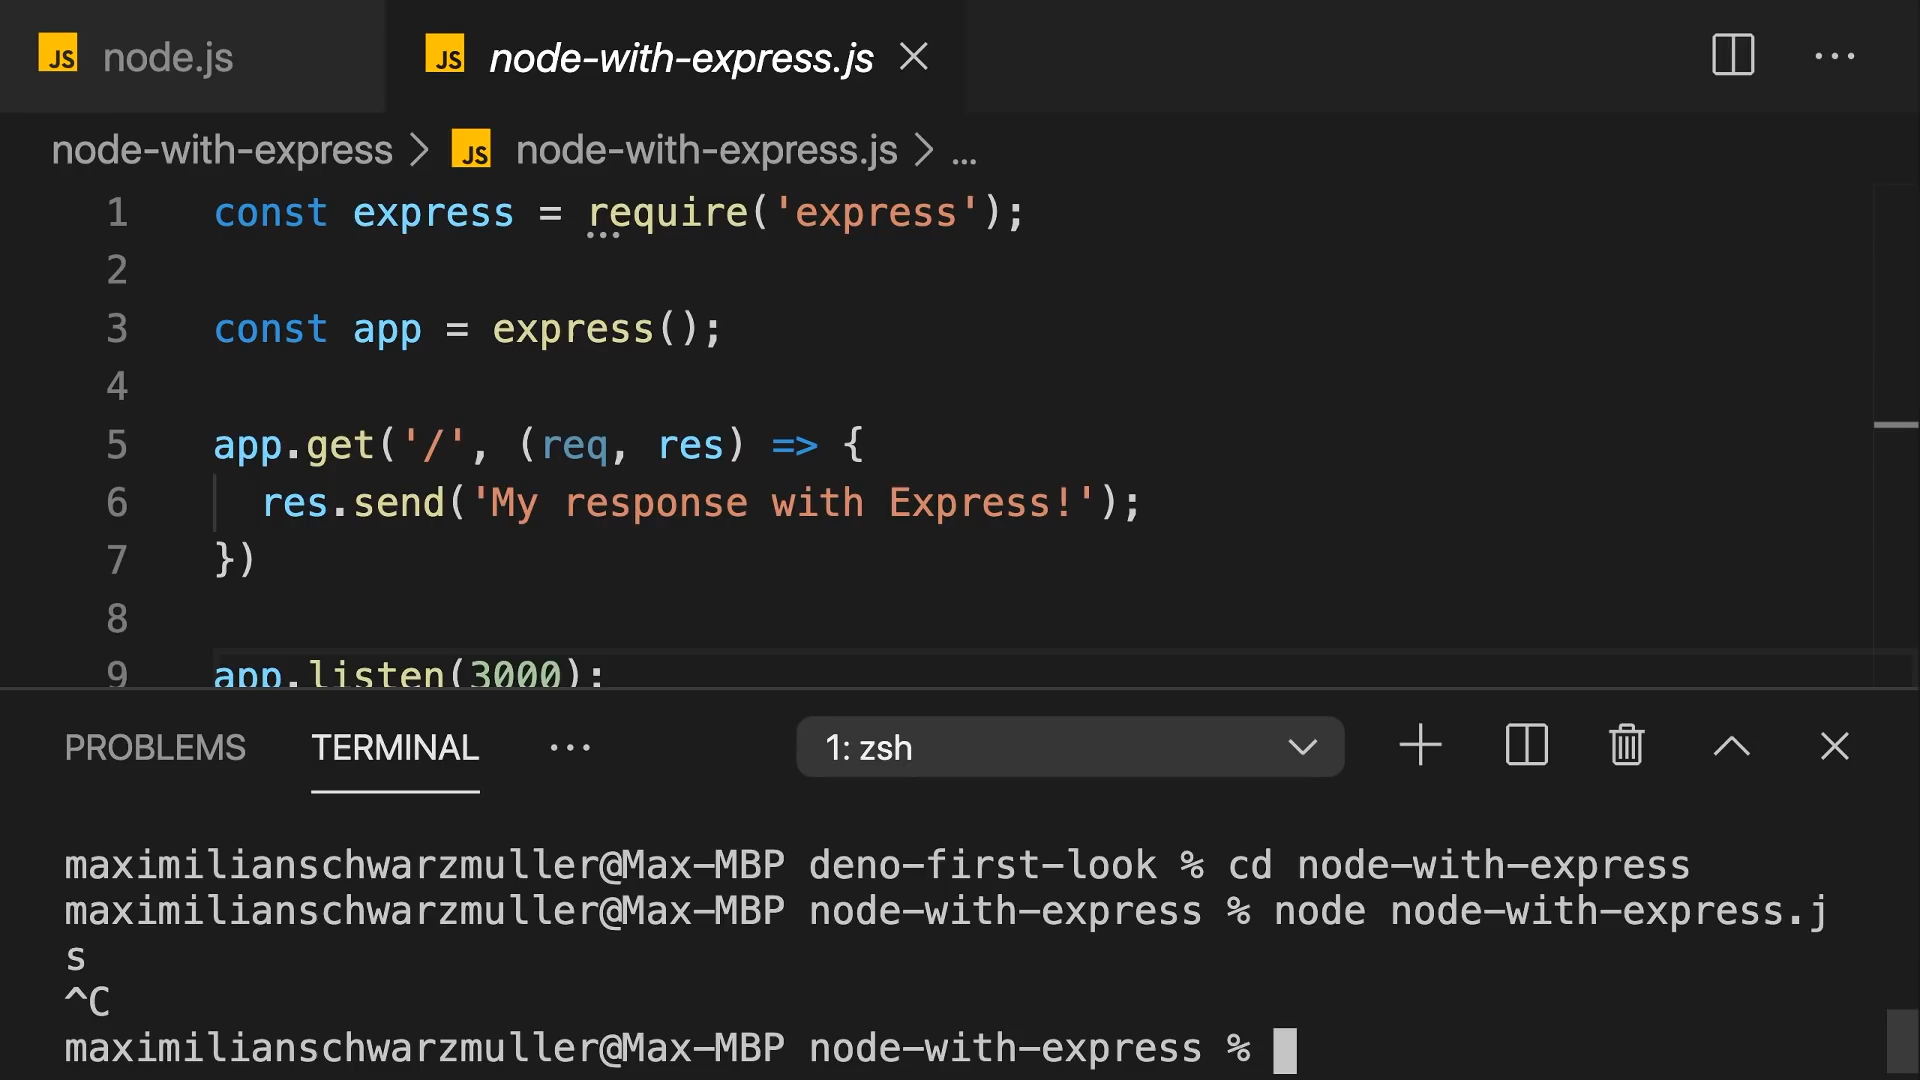 JS node.js JS node-with-express.js
node-with-express > JS node-with-express.js > ...
1 const express = require('express');
2
3 const app = express();
4
5 app.get('/', (req, res) => {
6 res.send('My response with Express!');
7 })
8
9 app.listen(3000);
PROBLEMS TERMINAL ... 1: zsh
maximilianschwarzmuller@Max-MBP deno-first-look % cd node-with-express
maximilianschwarzmuller@Max-MBP node-with-express % node node-with-express.j
s
^C
maximilianschwarzmuller@Max-MBP node-with-express %